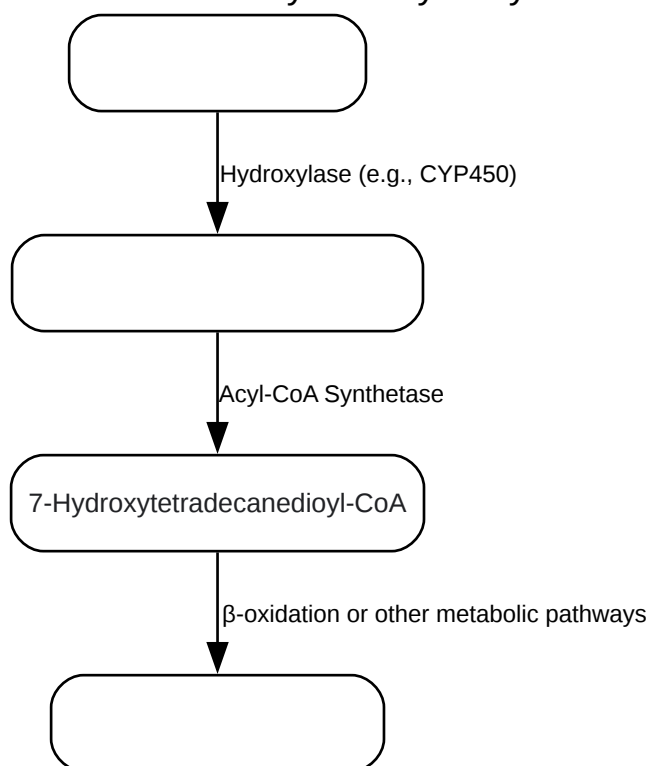 Hydroxylase (e.g., CYP450)
Acyl-CoA Synthetase
7-Hydroxytetradecanedioyl-CoA
β-oxidation or other metabolic pathways